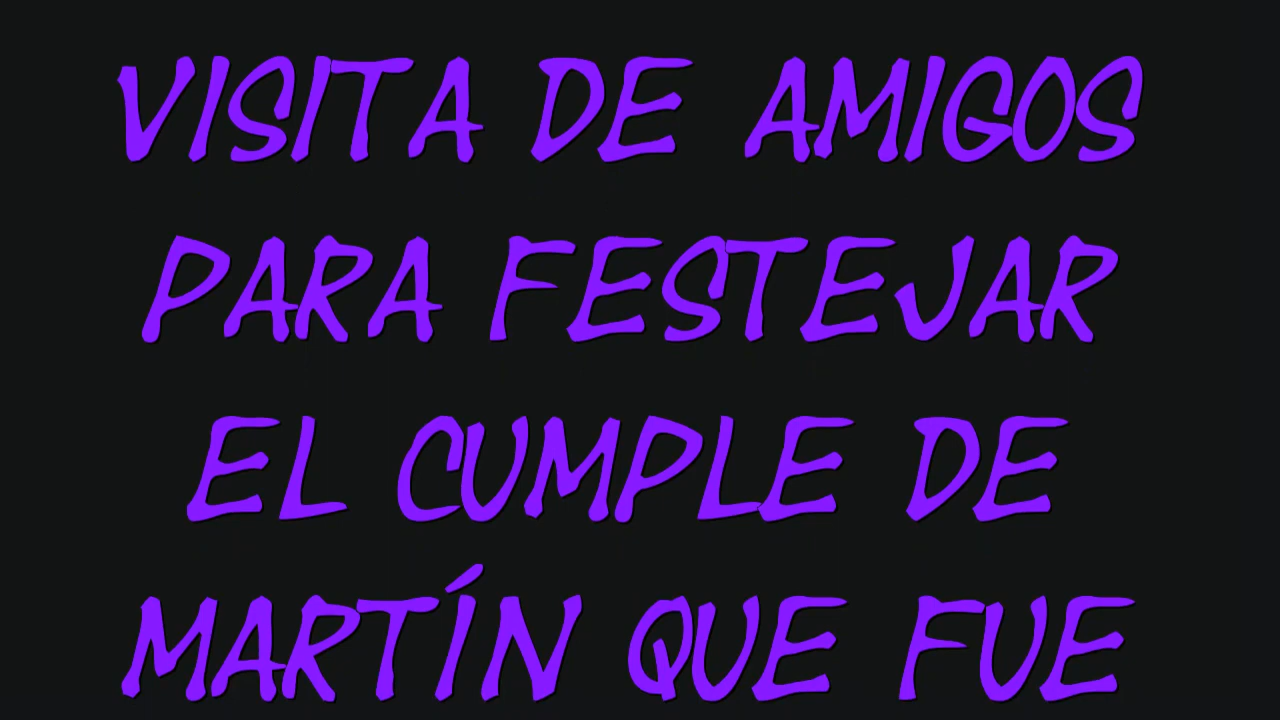 VISITA DE AMIGOS
PARA FESTEJAR
EL CUMPLE DE
MARTÍN QUE FUE